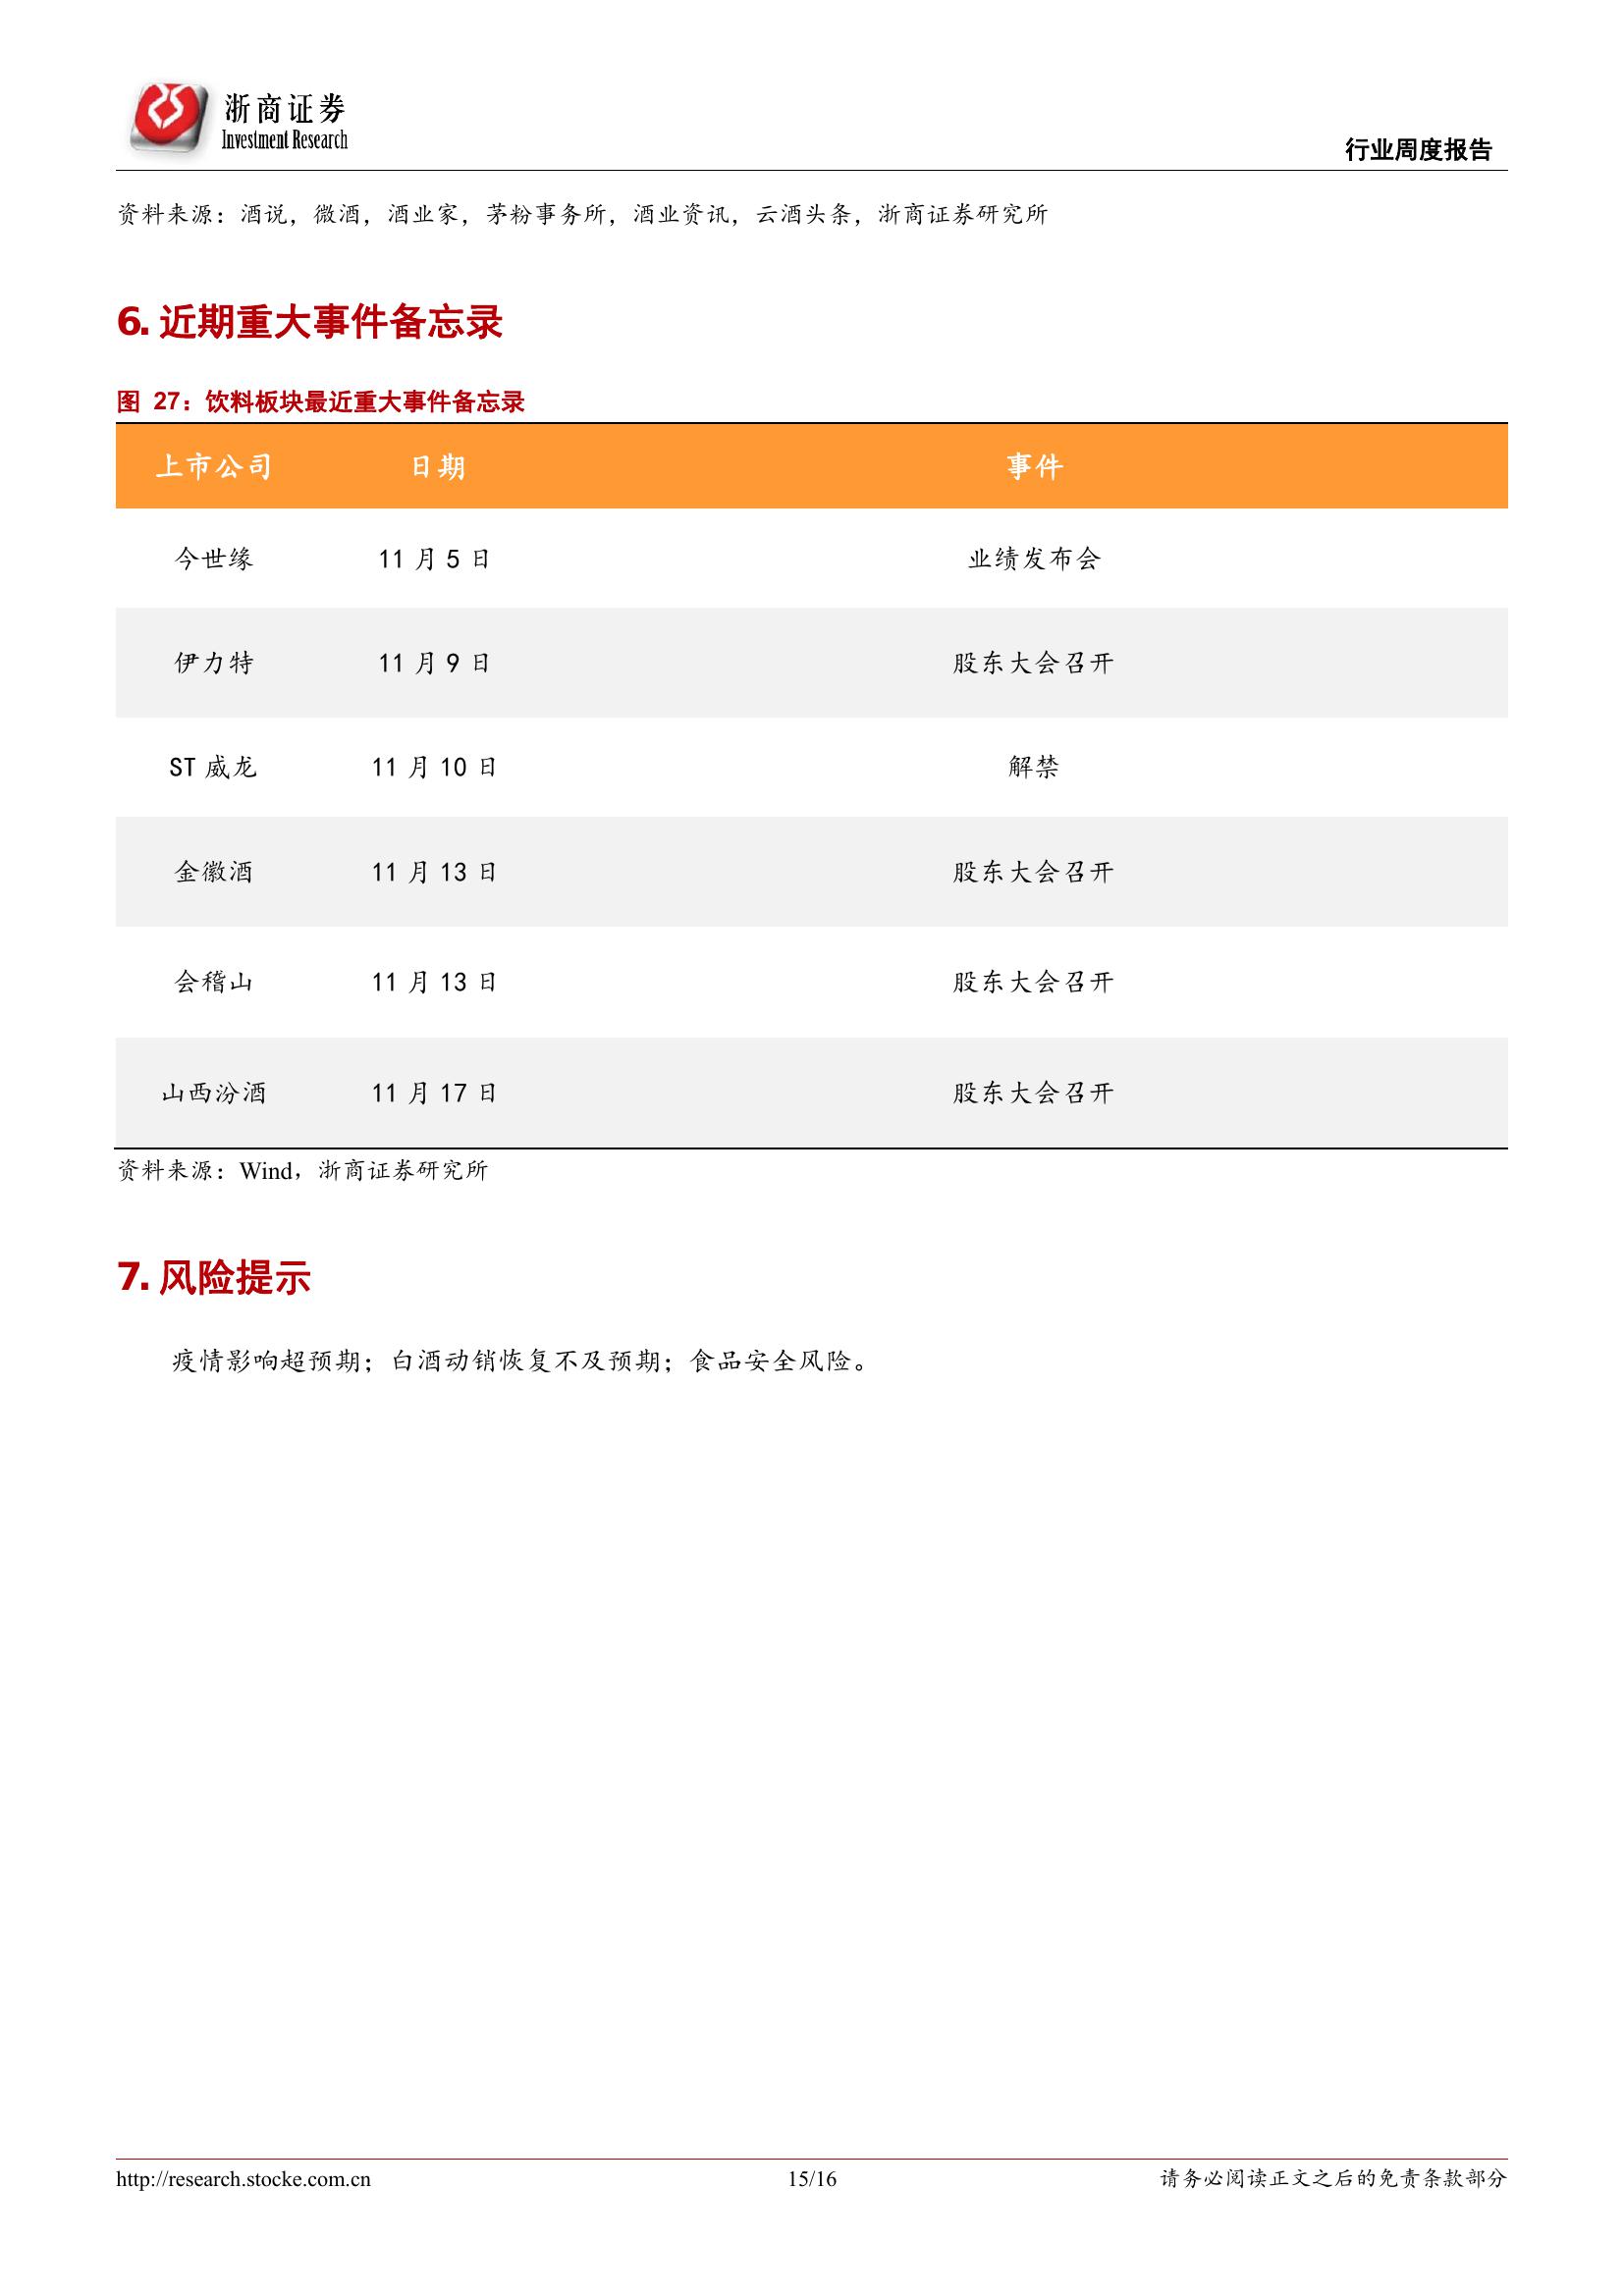 浙商证券
Investment Research
行业周度报告
资料来源：酒说，微酒，酒业家，茅粉事务所，酒业资讯，云酒头条，浙商证券研究所
6. 近期重大事件备忘录
图 27：饮料板块最近重大事件备忘录
上市公司 日期 事件
今世缘 11 月 5 日 业绩发布会
伊力特 11 月 9 日 股东大会召开
ST 威龙 11 月 10 日 解禁
金徽酒 11 月 13 日 股东大会召开
会稽山 11 月 13 日 股东大会召开
山西汾酒 11 月 17 日 股东大会召开
资料来源：Wind，浙商证券研究所
7. 风险提示
疫情影响超预期；白酒动销恢复不及预期；食品安全风险。
http://research.stocke.com.cn 15/16 请务必阅读正文之后的免责条款部分